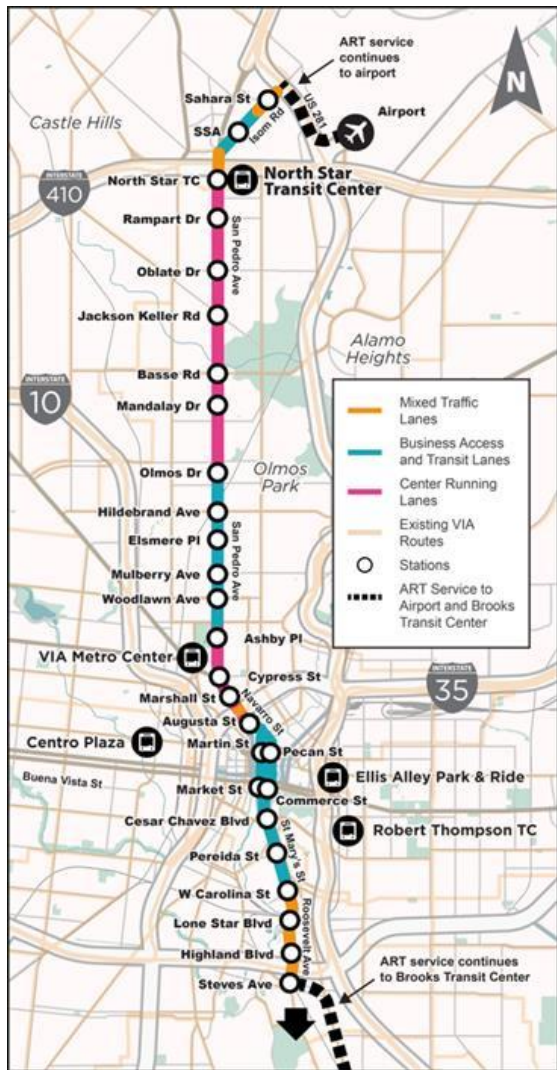 ART service
continues
to airport
N
Sahara St
US 281
Airport
Castle Hills
SSA
Isom Rd
INTERSTATE
410
North Star TC
North Star
Transit Center
Rampart Dr
San Pedro Ave
Oblate Dr
Jackson Keller Rd
Alamo
Heights
Basse Rd
INTERSTATE
10
Mandalay Dr
Mixed Traffic
Lanes
Business Access
and Transit Lanes
Center Running
Lanes
Existing VIA
Routes
Stations
ART Service to
Airport and Brooks
Transit Center
Olmos Dr
Olmos
Park
Hildebrand Ave
San Pedro Ave
Elsmere Pl
Mulberry Ave
Woodlawn Ave
Ashby Pl
VIA Metro Center
Cypress St
INTERSTATE
35
Marshall St
Navarro St
Augusta St
Centro Plaza
Martin St
Pecan St
Buena Vista St
Ellis Alley Park & Ride
Market St
Commerce St
Cesar Chavez Blvd
St Mary's St
Robert Thompson TC
Pereida St
W Carolina St
Roosevelt Ave
Lone Star Blvd
Highland Blvd
ART service continues
to Brooks Transit Center
Steves Ave